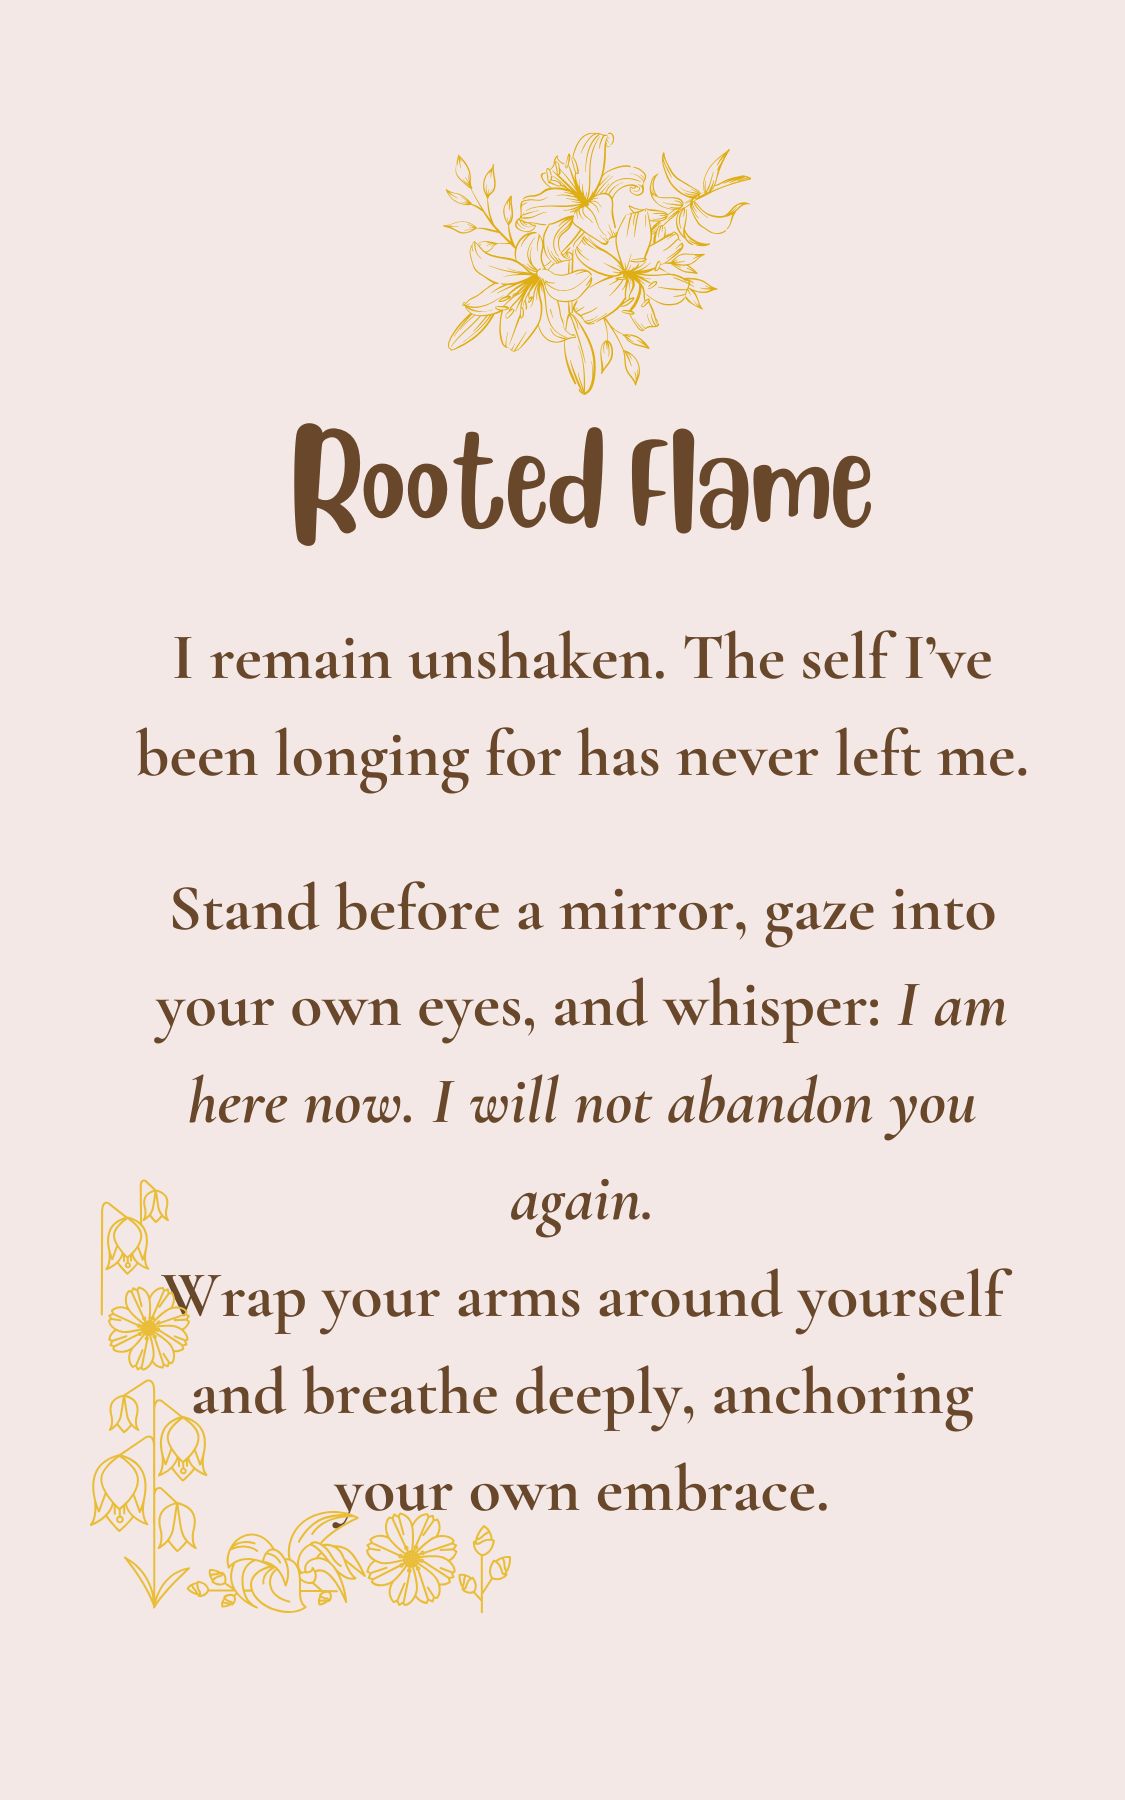 Rooted Flame
I remain unshaken. The self I’ve
been longing for has never left me.
Stand before a mirror, gaze into
your own eyes, and whisper: I am
here now. I will not abandon you
again.
Wrap your arms around yourself
and breathe deeply, anchoring
your own embrace.